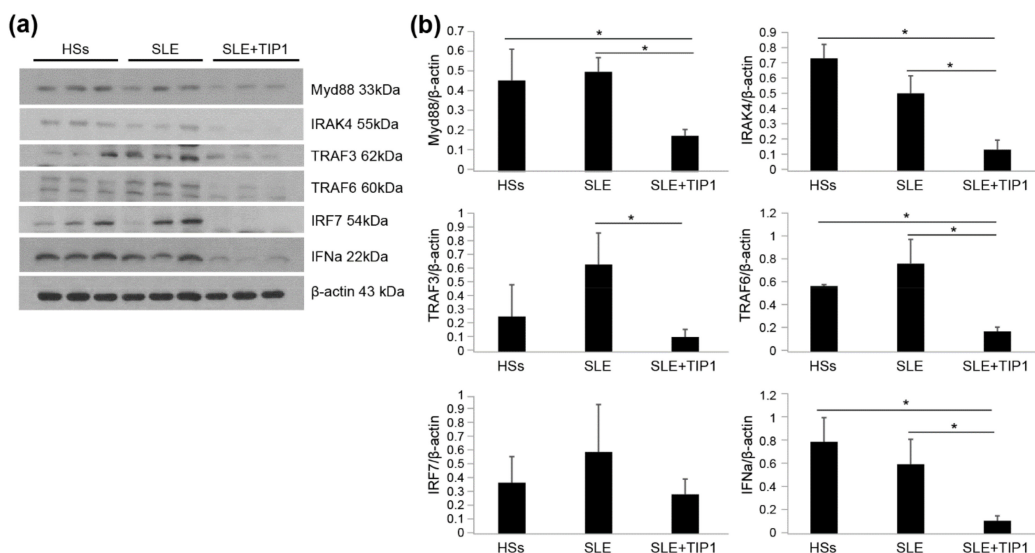 (a)
HSs SLE SLE+TIP1
Myd88 33kDa
IRAK4 55kDa
TRAF3 62kDa
TRAF6 60kDa
IRF7 54kDa
IFNa 22kDa
β-actin 43 kDa
(b)
Myd88/β-actin
0.7
0.6
0.5
0.4
0.3
0.2
0.1
0
*
*
HSs SLE SLE+TIP1
IRAK4/β-actin
0.9
0.8
0.7
0.6
0.5
0.4
0.3
0.2
0.1
0
*
*
HSs SLE SLE+TIP1
TRAF3/β-actin
1
0.9
0.8
0.7
0.6
0.5
0.4
0.3
0.2
0.1
0
*
HSs SLE SLE+TIP1
TRAF6/β-actin
1.2
1
0.8
0.6
0.4
0.2
0
*
*
HSs SLE SLE+TIP1
IRF7/β-actin
1
0.9
0.8
0.7
0.6
0.5
0.4
0.3
0.2
0.1
0
HSs SLE SLE+TIP1
IFNa/β-actin
1.2
1
0.8
0.6
0.4
0.2
0
*
*
HSs SLE SLE+TIP1